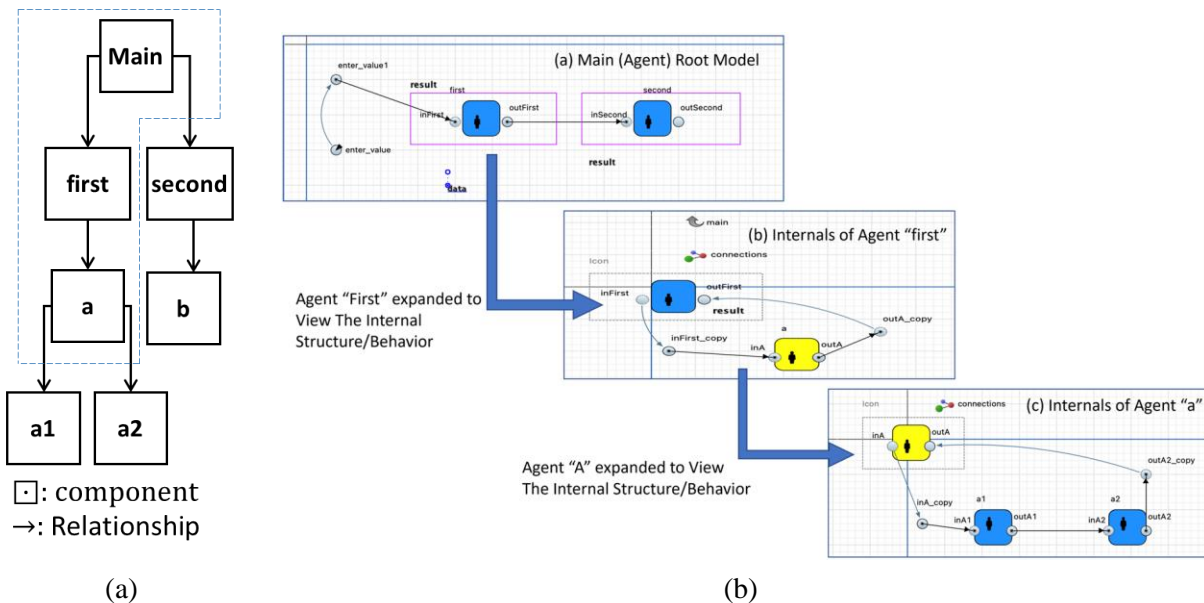 Main
first
second
a
b
a1
a2
⊡: component
→: Relationship
(a)
(a) Main (Agent) Root Model
enter_value1
result
first
second
inFirst
outFirst
inSecond
outSecond
enter_value
result
data
main
(b) Internals of Agent “first”
connections
Icon
inFirst
outFirst
result
outA_copy
a
inFirst_copy
inA
outA
Agent “First” expanded to
View The Internal
Structure/Behavior
Icon
connections
(c) Internals of Agent “a”
inA
outA
outA2_copy
inA_copy
a1
a2
inA1
outA1
inA2
outA2
Agent “A” expanded to View
The Internal Structure/Behavior
(b)